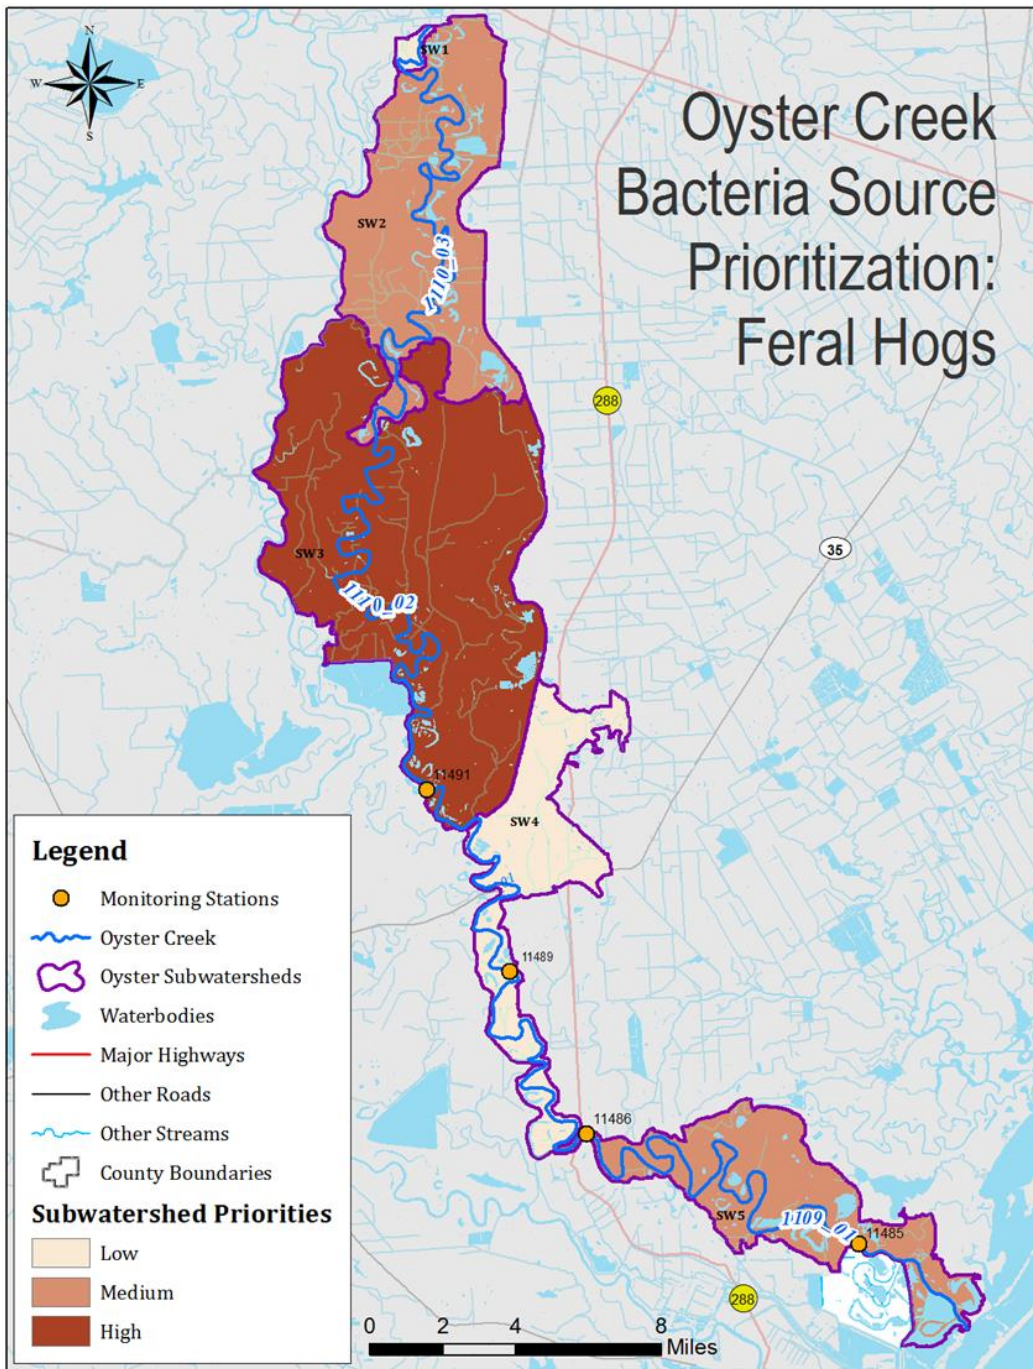 N
W E
S
Oyster Creek
Bacteria Source
Prioritization:
Feral Hogs
SW1
SW2
1110_03
288
35
SW3
1110_02
11491
SW4
11489
11486
SW5
1109_01
11485
288
Legend
Monitoring Stations
Oyster Creek
Oyster Subwatersheds
Waterbodies
Major Highways
Other Roads
Other Streams
County Boundaries
Subwatershed Priorities
Low
Medium
High
0 2 4 8
Miles